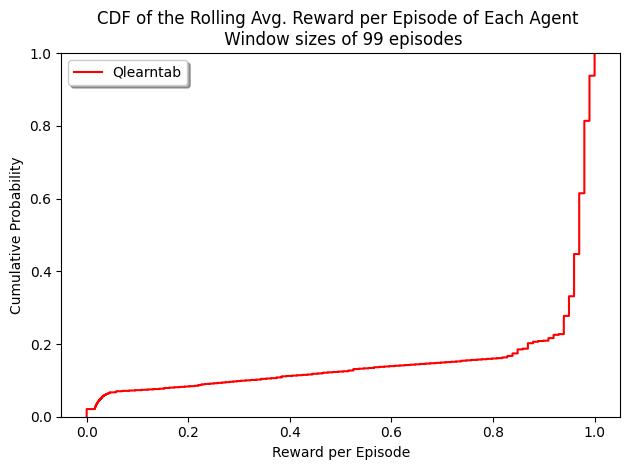 CDF of the Rolling Avg. Reward per Episode of Each Agent
Window sizes of 99 episodes
Qlearntab
Cumulative Probability
1.0
0.8
0.6
0.4
0.2
0.0
0.0 0.2 0.4 0.6 0.8 1.0
Reward per Episode